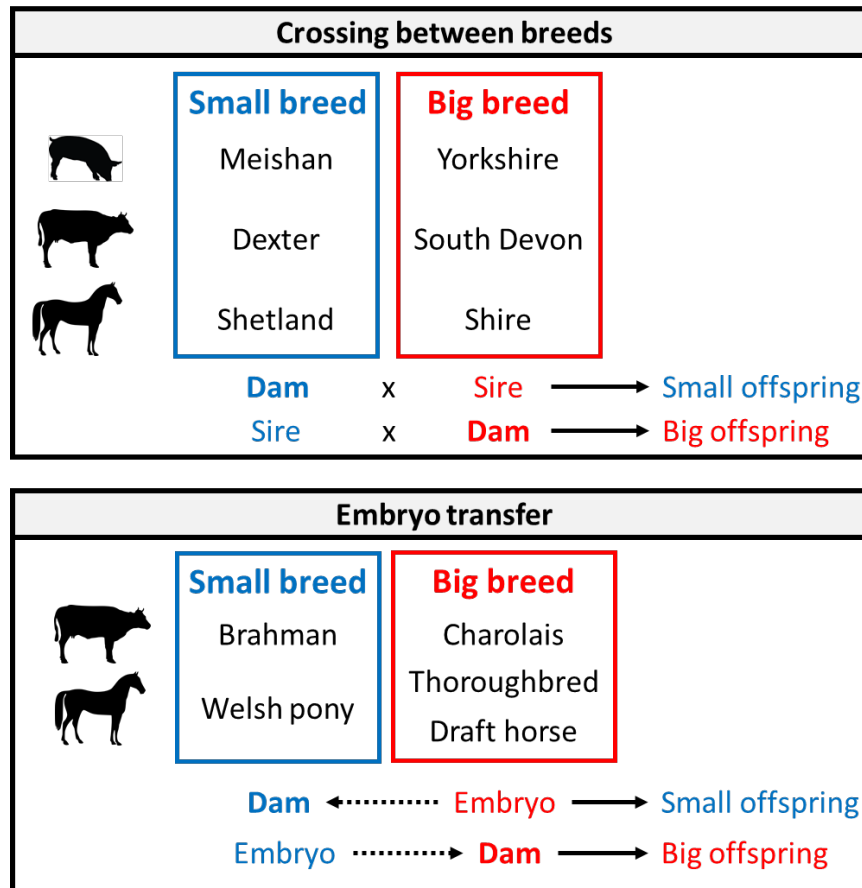 Crossing between breeds
Small breed Big breed
Meishan Yorkshire
Dexter South Devon
Shetland Shire
Dam x Sire Small offspring
Sire x Dam Big offspring
Embryo transfer
Small breed Big breed
Brahman Charolais
Thoroughbred
Welsh pony
Draft horse
Dam Embryo Small offspring
Embryo Dam Big offspring